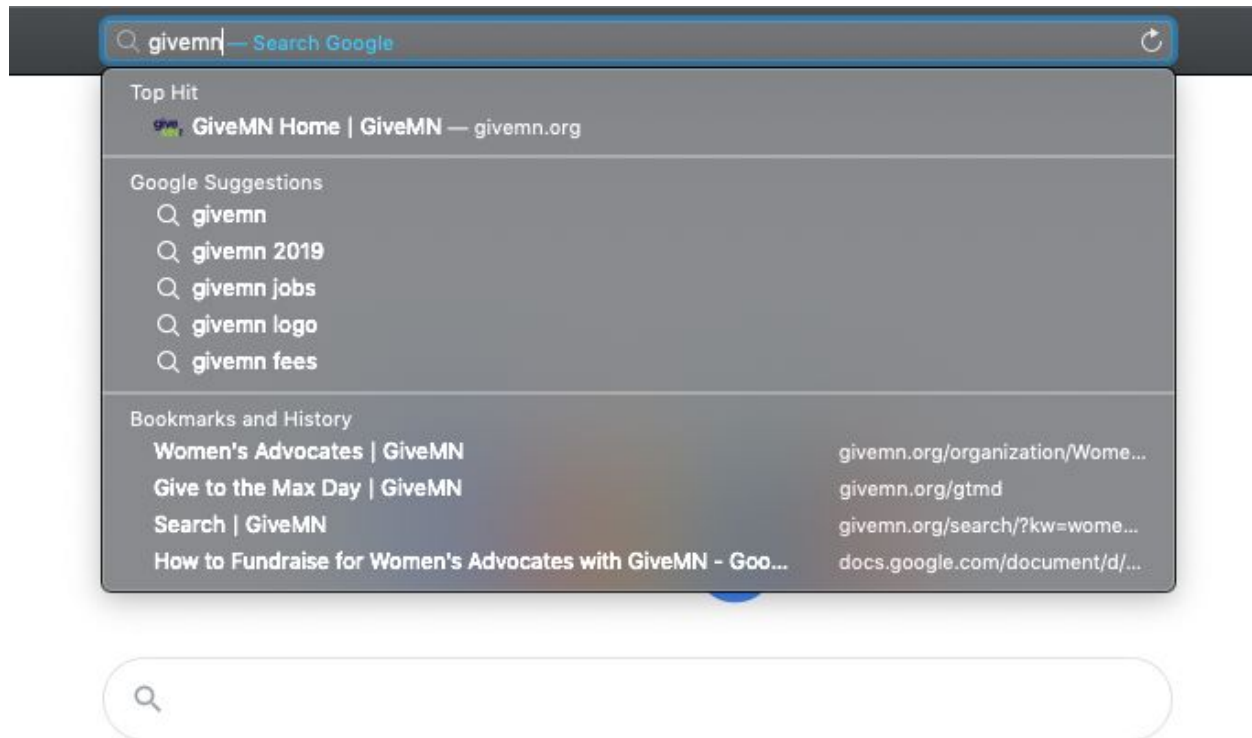 givemn — Search Google
Top Hit
GiveMN Home | GiveMN — givemn.org
Google Suggestions
givemn
givemn 2019
givemn jobs
givemn logo
givemn fees
Bookmarks and History
Women's Advocates | GiveMN givemn.org/organization/Wome...
Give to the Max Day | GiveMN givemn.org/gtmd
Search | GiveMN givemn.org/search/?kw=wome...
How to Fundraise for Women's Advocates with GiveMN - Goo... docs.google.com/document/d/...